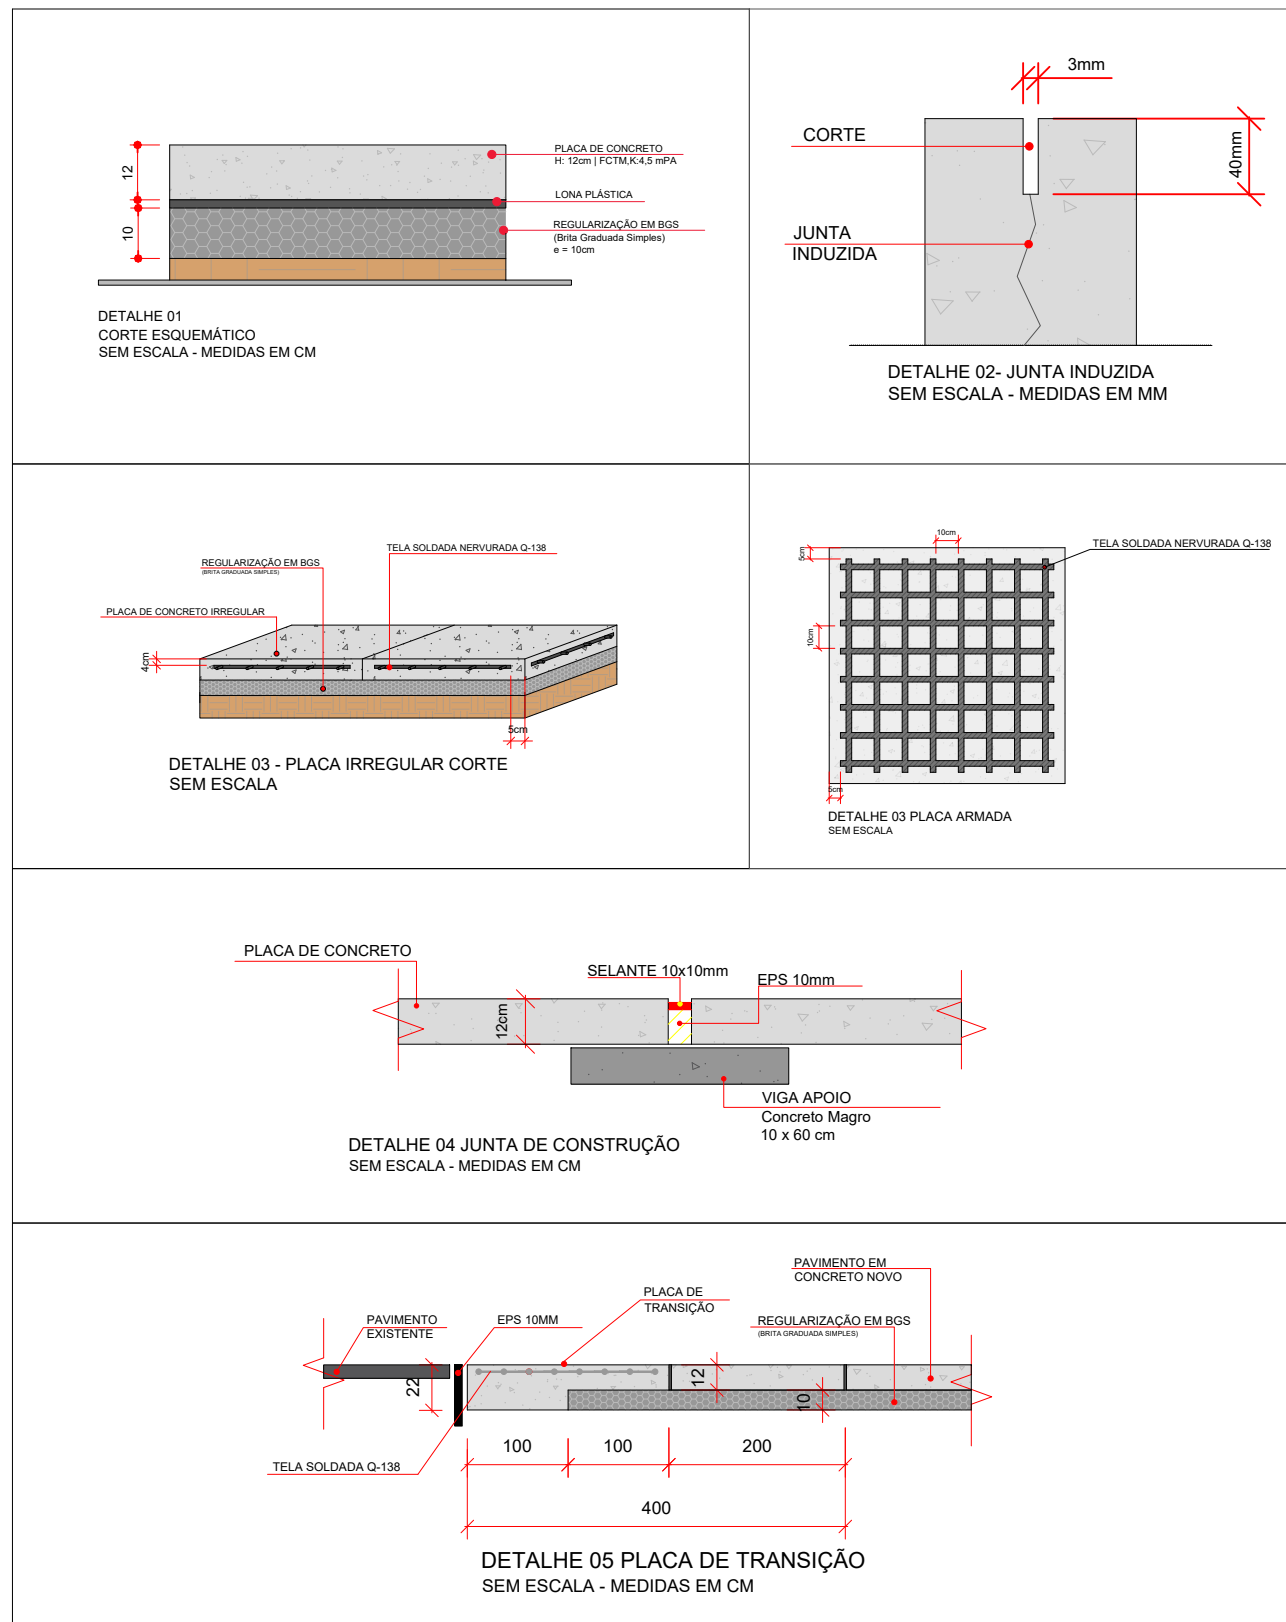 12
10
PLACA DE CONCRETO
H: 12cm | FCTM,K:4,5 mPA
LONA PLÁSTICA
REGULARIZAÇÃO EM BGS
(Brita Graduada Simples)
e = 10cm
DETALHE 01
CORTE ESQUEMÁTICO
SEM ESCALA - MEDIDAS EM CM
3mm
CORTE
40mm
JUNTA
INDUZIDA
DETALHE 02- JUNTA INDUZIDA
SEM ESCALA - MEDIDAS EM MM
TELA SOLDADA NERVURADA Q-138
REGULARIZAÇÃO EM BGS
(BRITA GRADUADA SIMPLES)
PLACA DE CONCRETO IRREGULAR
4cm
5cm
DETALHE 03 - PLACA IRREGULAR CORTE
SEM ESCALA
10cm
5cm
TELA SOLDADA NERVURADA Q-138
10cm
5cm
DETALHE 03 PLACA ARMADA
SEM ESCALA
PLACA DE CONCRETO
SELANTE 10x10mm
EPS 10mm
12cm
VIGA APOIO
Concreto Magro
10 x 60 cm
DETALHE 04 JUNTA DE CONSTRUÇÃO
SEM ESCALA - MEDIDAS EM CM
PAVIMENTO EM
CONCRETO NOVO
PLACA DE
TRANSIÇÃO
PAVIMENTO
EXISTENTE
EPS 10MM
REGULARIZAÇÃO EM BGS
(BRITA GRADUADA SIMPLES)
22
12
10
100
100
200
TELA SOLDADA Q-138
400
DETALHE 05 PLACA DE TRANSIÇÃO
SEM ESCALA - MEDIDAS EM CM